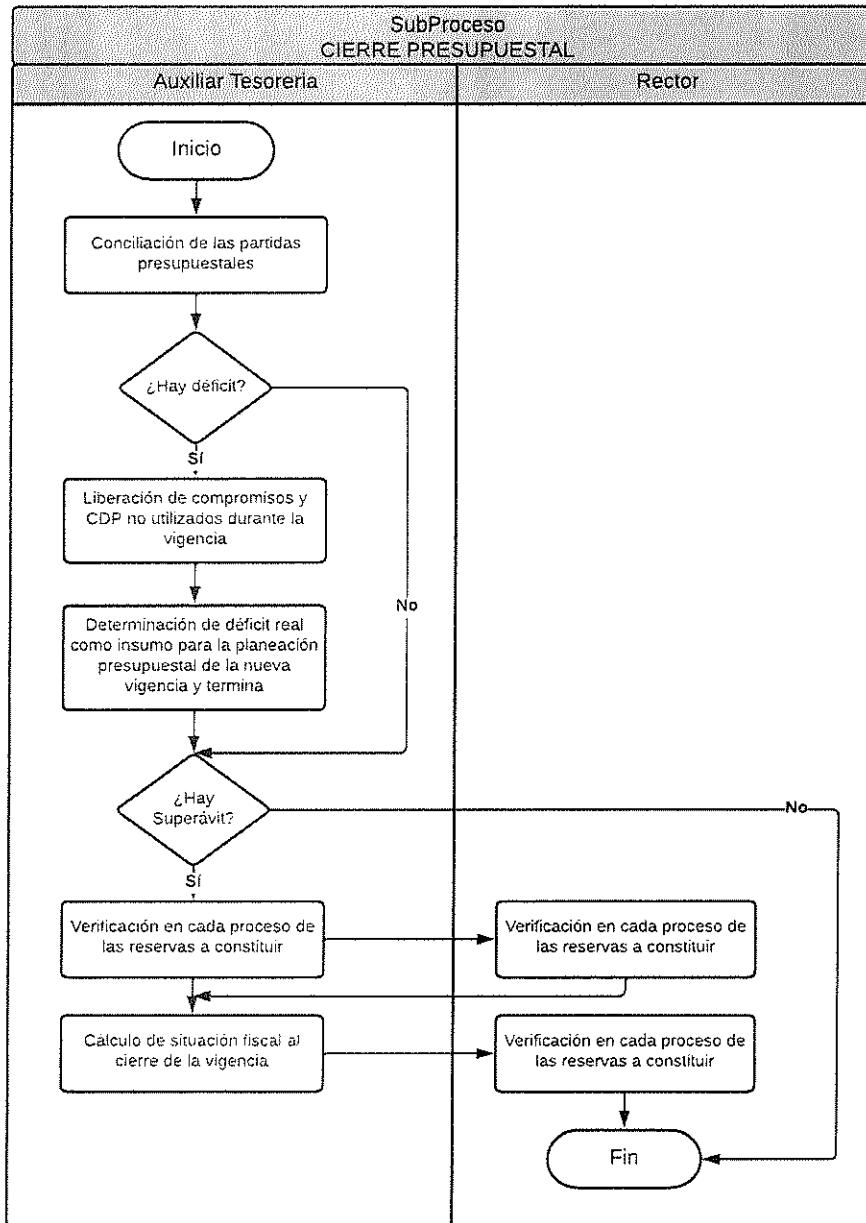 SubProceso
CIERRE PRESUPUESTAL
Auxiliar Tesoreria
Rector
Inicio
Conciliación de las partidas
presupuestales
¿Hay déficit?
Sí
Liberación de compromisos y
CDP no utilizados durante la
vigencia
No
Determinación de déficit real
como insumo para la planeación
presupuestal de la nueva
vigencia y termina
¿Hay
Superávit?
No
Sí
Verificación en cada proceso de
las reservas a constituir
Verificación en cada proceso de
las reservas a constituir
Cálculo de situación fiscal al
cierre de la vigencia
Verificación en cada proceso de
las reservas a constituir
Fin